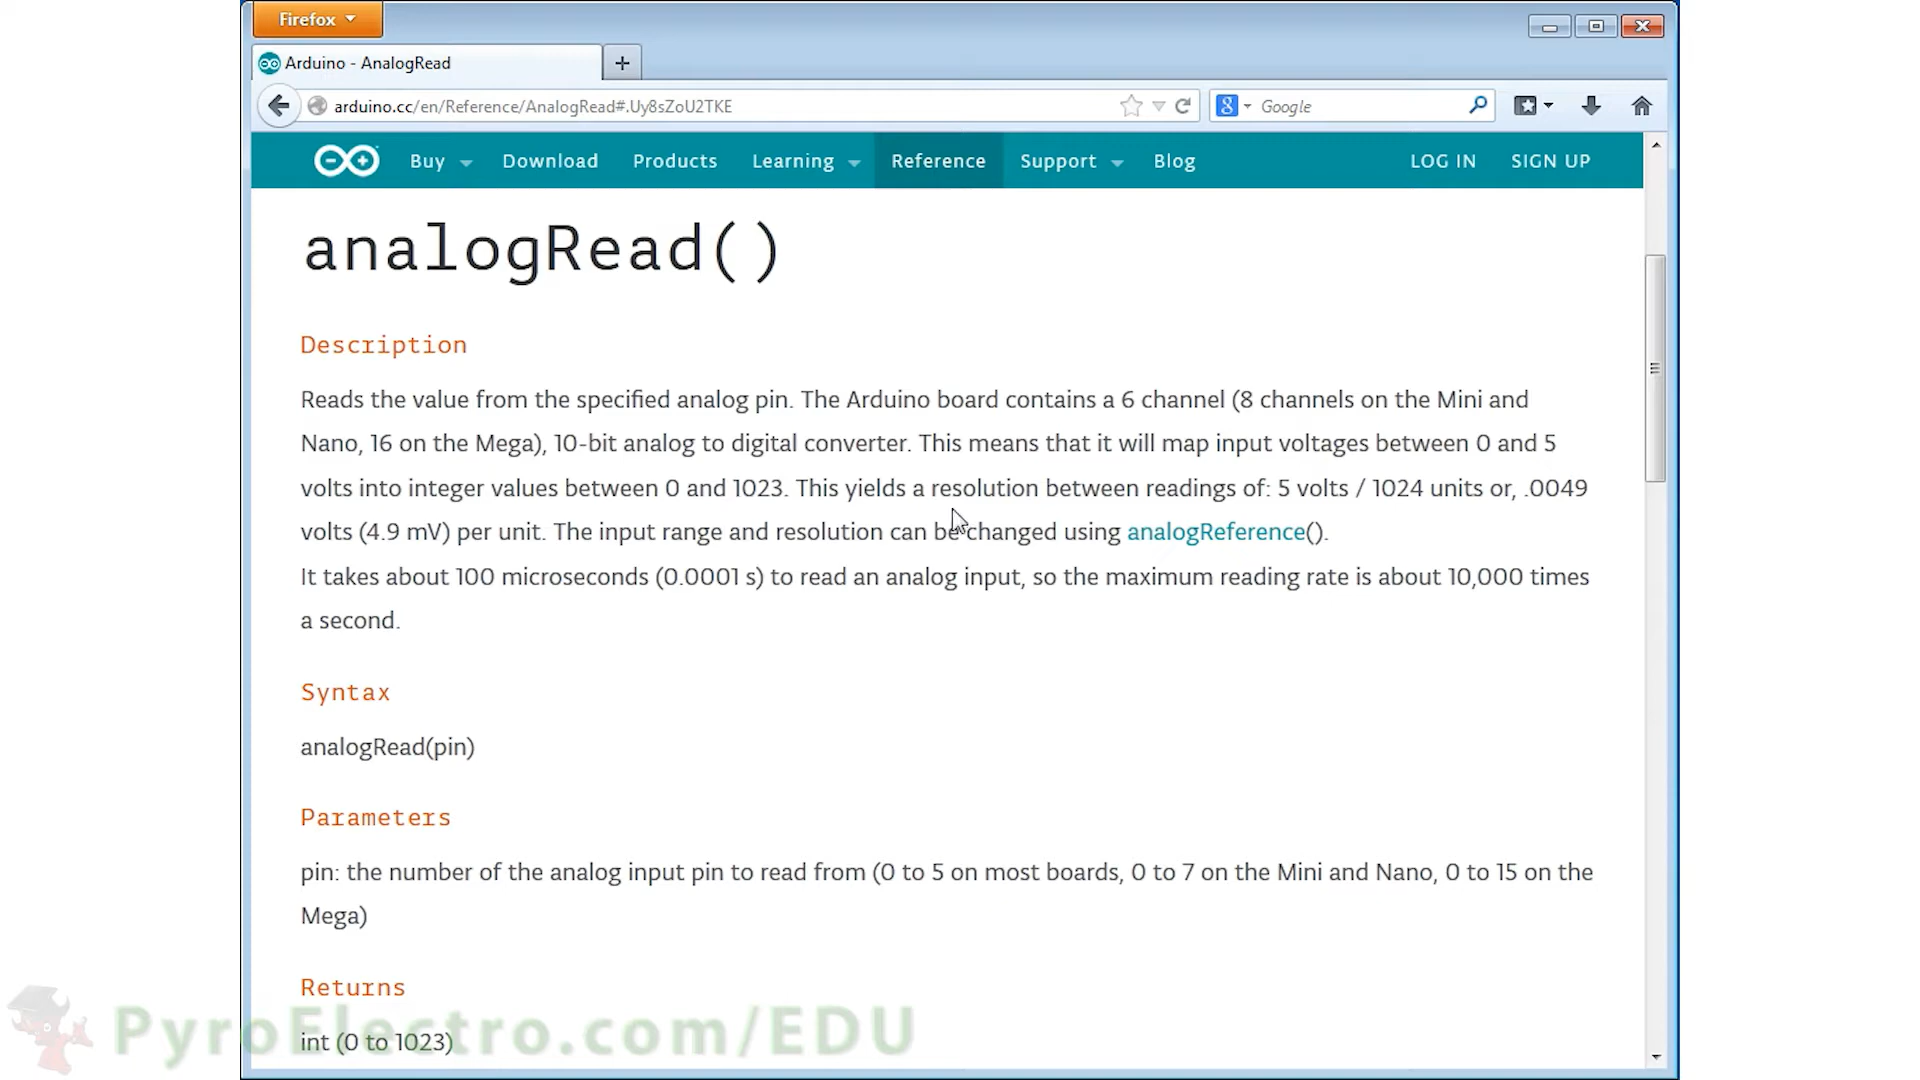 Firefox
Arduino - AnalogRead
arduino.cc/en/Reference/AnalogRead#.Uy8sZoU2TKE
8 Google
Buy Download Products Learning Reference Support Blog LOG IN SIGN UP
analogRead()
Description
Reads the value from the specified analog pin. The Arduino board contains a 6 channel (8 channels on the Mini and
Nano, 16 on the Mega), 10-bit analog to digital converter. This means that it will map input voltages between 0 and 5
volts into integer values between 0 and 1023. This yields a resolution between readings of: 5 volts / 1024 units or, .0049
volts (4.9 mV) per unit. The input range and resolution can be changed using analogReference().
It takes about 100 microseconds (0.0001 s) to read an analog input, so the maximum reading rate is about 10,000 times
a second.
Syntax
analogRead(pin)
Parameters
pin: the number of the analog input pin to read from (0 to 5 on most boards, 0 to 7 on the Mini and Nano, 0 to 15 on the
Mega)
Returns
int (0 to 1023)
PyroElectro.com/EDU